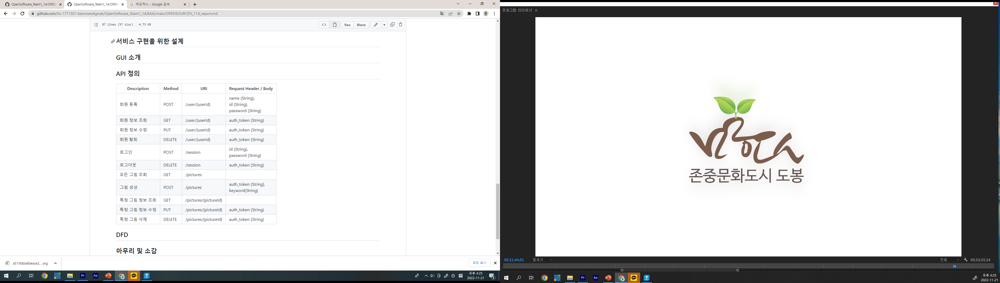 OpenSoftware_Team1_14/OPEN
OpenSoftware_Team1_14/OPEN
미드저니 - Google 검색
github.com/hs-1771301-beomseokgwak/OpenSoftware_Team1_14/blob/main/OPENSOURCEN_114_report.md
87 lines (57 sloc) 4.73 KB
Raw Blame
서비스 구현을 위한 설계
GUI 소개
API 정의
Description Method URI Request Header / Body
회원 등록 POST /user/{userId} name (String),
id (String),
password (String)
회원 정보 조회 GET /user/{userId} auth_token (String)
회원 정보 수정 PUT /user/{userId} auth_token (String)
회원 탈퇴 DELETE /user/{userId} auth_token (String)
로그인 POST /session id (String),
password (String)
로그아웃 DELETE /session auth_token (String)
모든 그림 조회 GET /pictures
그림 생성 POST /pictures auth_token (String),
keyword(String)
특정 그림 정보 조회 GET /pictures/{pictureId}
특정 그림 정보 수정 PUT /pictures/{pictureId} auth_token (String)
특정 그림 삭제 DELETE /pictures/{pictureId} auth_token (String)
DFD
마무리 및 소감
a515fa0a6beace2....svg
모두 표시
Pr Ae TALK
한
오후 4:25
2022-11-21
5
프로그램: 타이트샷
존중문화도시 도봉
00;21;44;01 맞추기 전체 00;33;55;24
Pr Ae TALK
오후 4:25
2022-11-21